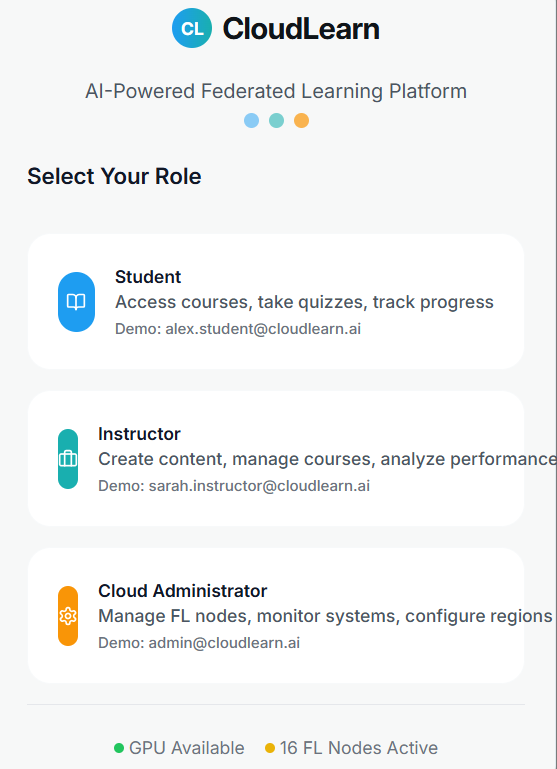 CL CloudLearn
AI-Powered Federated Learning Platform
Select Your Role
Student
Access courses, take quizzes, track progress
Demo: alex.student@cloudlearn.ai
Instructor
Create content, manage courses, analyze performance
Demo: sarah.instructor@cloudlearn.ai
Cloud Administrator
Manage FL nodes, monitor systems, configure regions
Demo: admin@cloudlearn.ai
GPU Available 16 FL Nodes Active